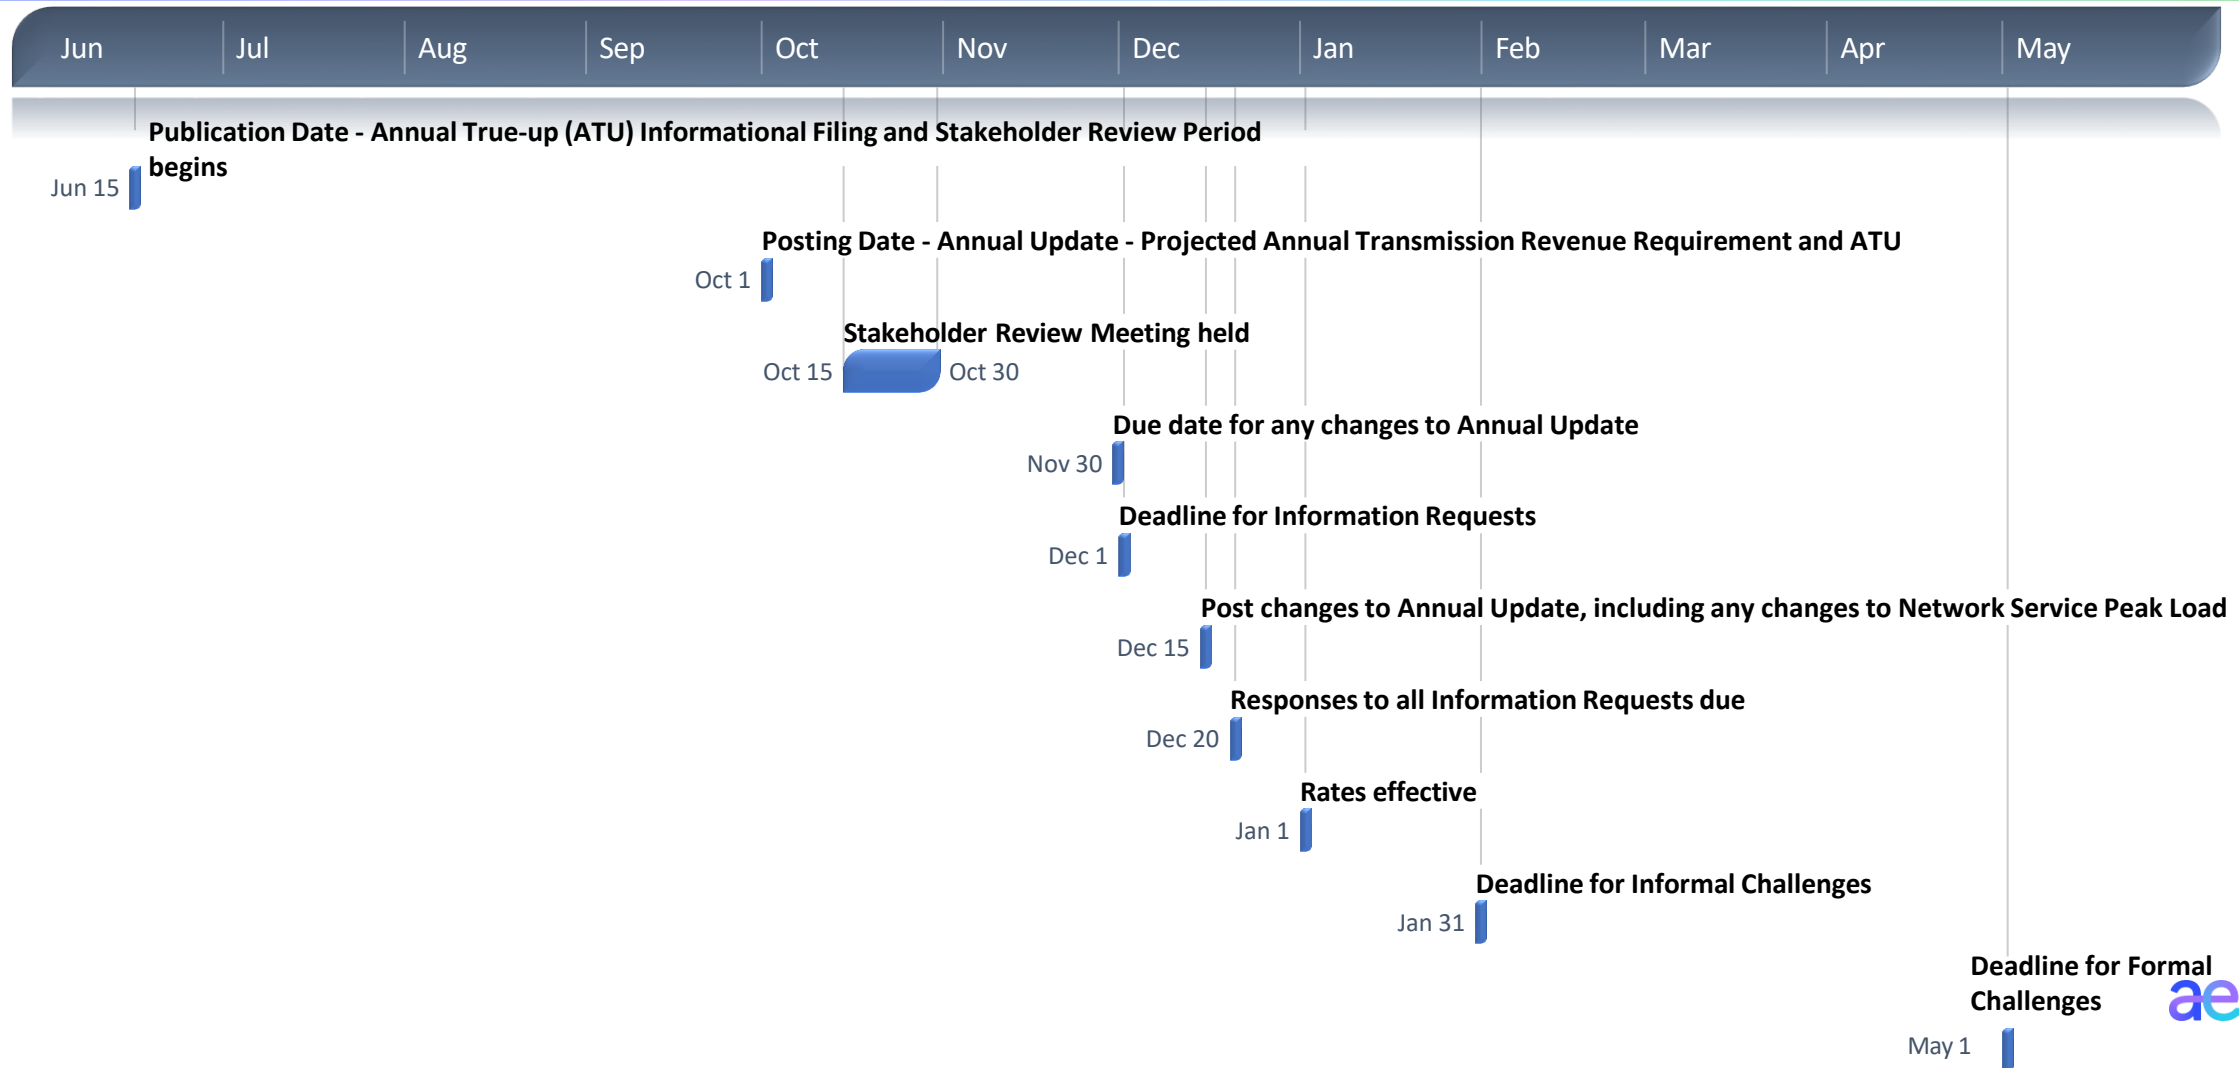 Jun Jul Aug Sep Oct Nov Dec Jan Feb Mar Apr May
Publication Date - Annual True-up (ATU) Informational Filing and Stakeholder Review Period
begins
Jun 15
Posting Date - Annual Update - Projected Annual Transmission Revenue Requirement and ATU
Oct 1
Stakeholder Review Meeting held
Oct 15 Oct 30
Due date for any changes to Annual Update
Nov 30
Deadline for Information Requests
Dec 1
Post changes to Annual Update, including any changes to Network Service Peak Load
Dec 15
Responses to all Information Requests due
Dec 20
Rates effective
Jan 1
Deadline for Informal Challenges
Jan 31
Deadline for Formal
Challenges
ae
May 1